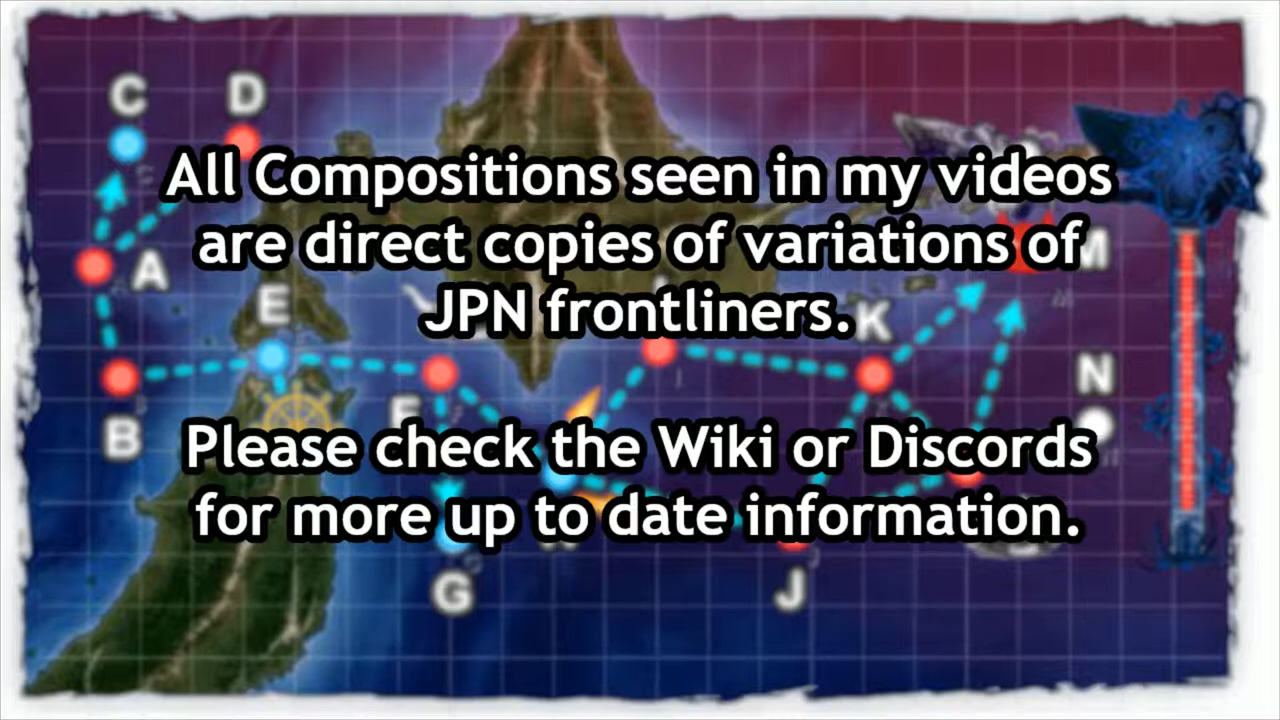 C
D
All Compositions seen in my videos
are direct copies of variations of
JPN frontliners.
A
E
M
K
N
F
B
Please check the Wiki or Discords
for more up to date information.
G
J